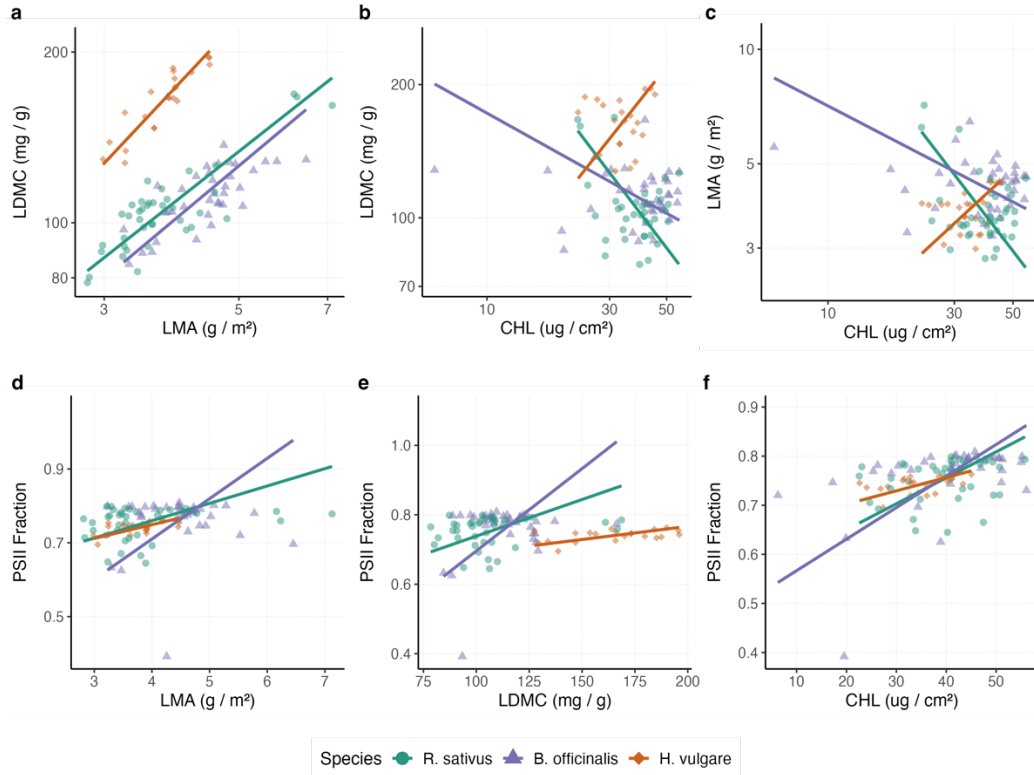 a
b
c
200
100
80
LDMC (mg / g)
3
5
7
LMA (g / m²)
200
100
70
LDMC (mg / g)
10
30
50
CHL (ug / cm²)
10
5
3
LMA (g / m²)
10
30
50
CHL (ug / cm²)
d
e
f
0.9
0.7
0.5
PSII Fraction
3
4
5
6
7
LMA (g / m²)
1.0
0.8
0.6
0.4
PSII Fraction
75
100
125
150
175
200
LDMC (mg / g)
0.9
0.8
0.7
0.6
0.5
0.4
PSII Fraction
10
20
30
40
50
CHL (ug / cm²)
Species R. sativus B. officinalis H. vulgare